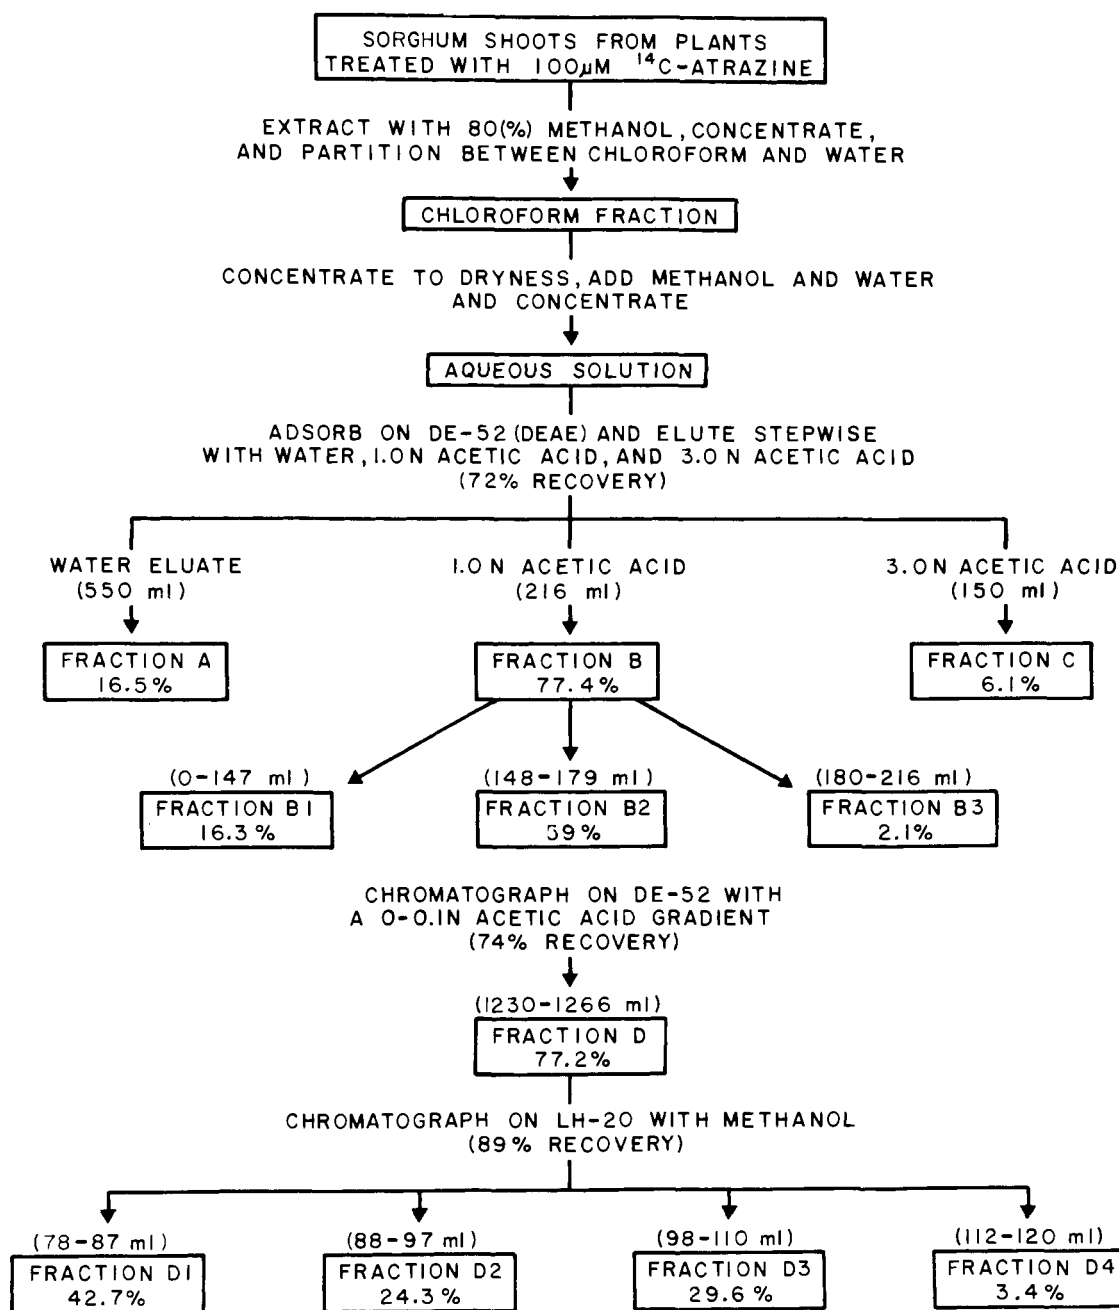 SORGHUM SHOOTS FROM PLANTS
TREATED WITH 100μM ¹⁴C-ATRAZINE
EXTRACT WITH 80(%) METHANOL, CONCENTRATE,
AND PARTITION BETWEEN CHLOROFORM AND WATER
CHLOROFORM FRACTION
CONCENTRATE TO DRYNESS, ADD METHANOL AND WATER
AND CONCENTRATE
AQUEOUS SOLUTION
ADSORB ON DE-52 (DEAE) AND ELUTE STEPWISE
WITH WATER, 1.0N ACETIC ACID, AND 3.0N ACETIC ACID
(72% RECOVERY)
WATER ELUATE
(550 ml)
1.0N ACETIC ACID
(216 ml)
3.0N ACETIC ACID
(150 ml)
FRACTION A
16.5%
FRACTION B
77.4%
FRACTION C
6.1%
(0-147 ml)
FRACTION B1
16.3%
(148-179 ml)
FRACTION B2
59%
(180-216 ml)
FRACTION B3
2.1%
CHROMATOGRAPH ON DE-52 WITH
A 0-0.1N ACETIC ACID GRADIENT
(74% RECOVERY)
(1230-1266 ml)
FRACTION D
77.2%
CHROMATOGRAPH ON LH-20 WITH METHANOL
(89% RECOVERY)
(78-87 ml)
FRACTION D1
42.7%
(88-97 ml)
FRACTION D2
24.3%
(98-110 ml)
FRACTION D3
29.6%
(112-120 ml)
FRACTION D4
3.4%